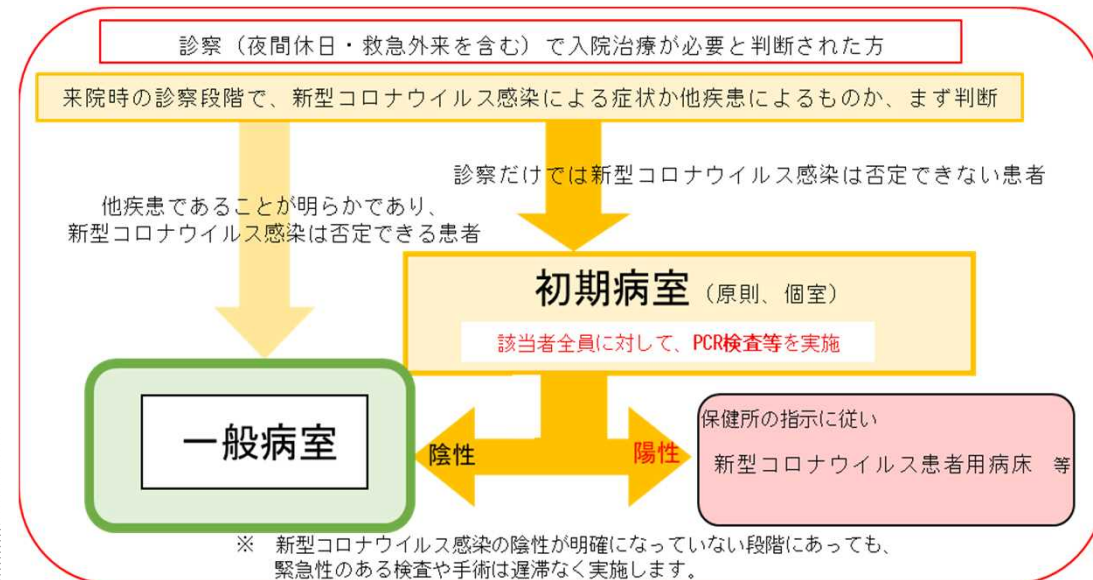 診察（夜間休日・救急外来を含む）で入院治療が必要と判断された方
来院時の診察段階で、新型コロナウイルス感染による症状か他疾患によるものか、まず判断
診察だけでは新型コロナウイルス感染は否定できない患者
他疾患であることが明らかであり、
新型コロナウイルス感染は否定できる患者
初期病室（原則、個室）
該当者全員に対して、PCR検査等を実施
一般病室
陰性
陽性
保健所の指示に従い
新型コロナウイルス患者用病床　等
※　新型コロナウイルス感染の陰性が明確になっていない段階にあっても、
緊急性のある検査や手術は遅滞なく実施します。